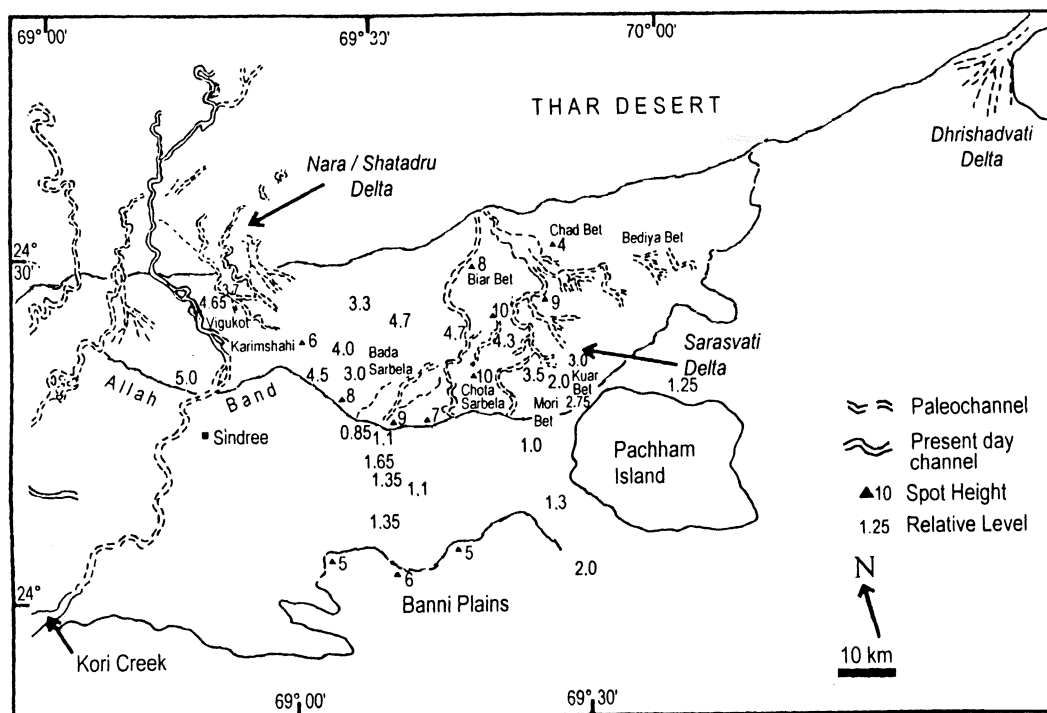 69°00'
69°30'
70°00'
THAR DESERT
Dhrishadvati
Delta
Nara / Shatadru
Delta
24°
30'
Chad Bet
4
Bediya Bet
8
Biar Bet
3.7
4.65
Vigukot
3.3
4.7
10
9
4.7
4.3
Karimshahi
6
4.0
Bada
Sarbela
Sarasvati
Delta
5.0
4.5
3.0
10
3.5
3.0
2.0
Kuar
Bet
1.25
Allah Band
8
Chota
Sarbela
Mori
Bet
2.75
Sindree
0.85
9
7
1.1
1.0
Pachham
Island
1.65
1.35
1.1
1.3
1.35
5
6
5
2.0
24°
Banni Plains
Kori Creek
Paleochannel
Present day
channel
10 Spot Height
1.25 Relative Level
N
10 km
69°00'
69°30'